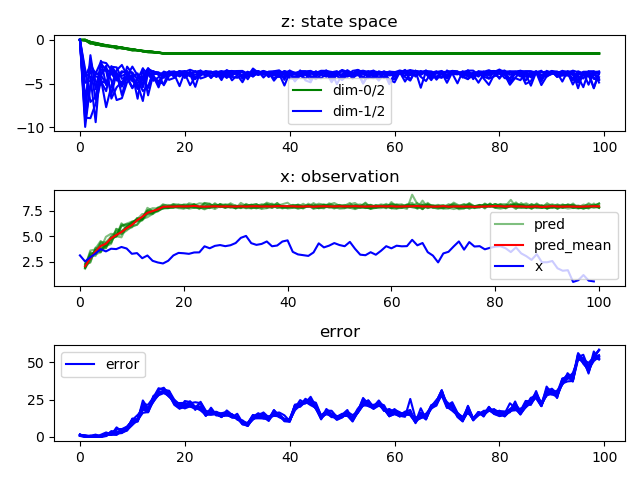 z: state space
0
−5
−10
dim-0/2
dim-1/2
0 20 40 60 80 100
x: observation
7.5
5.0
2.5
pred
pred_mean
x
0 20 40 60 80 100
error
50
25
0
error
0 20 40 60 80 100